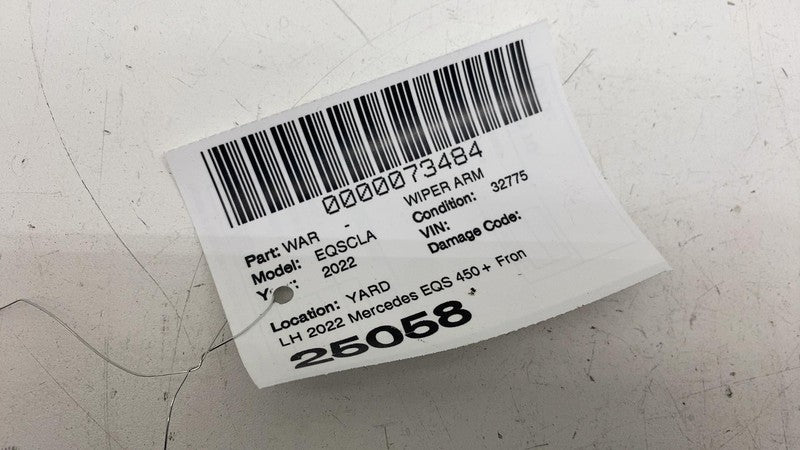 0000073484
Part: WAR - WIPER ARM
Model: EQSCLA Condition: 32775
2022 VIN:
Damage Code:
Location: YARD
LH 2022 Mercedes EQS 450+ Fron
25058